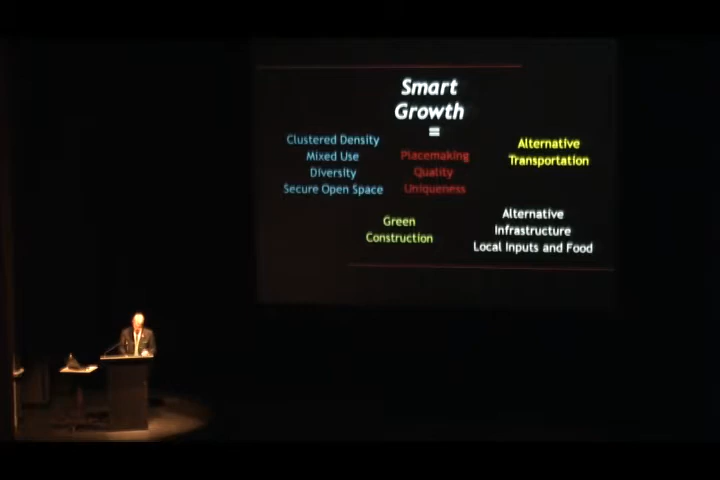 Smart
Growth
=
Clustered Density
Mixed Use
Diversity
Secure Open Space
Placemaking
Quality
Uniqueness
Alternative
Transportation
Green
Construction
Alternative
Infrastructure
Local Inputs and Food